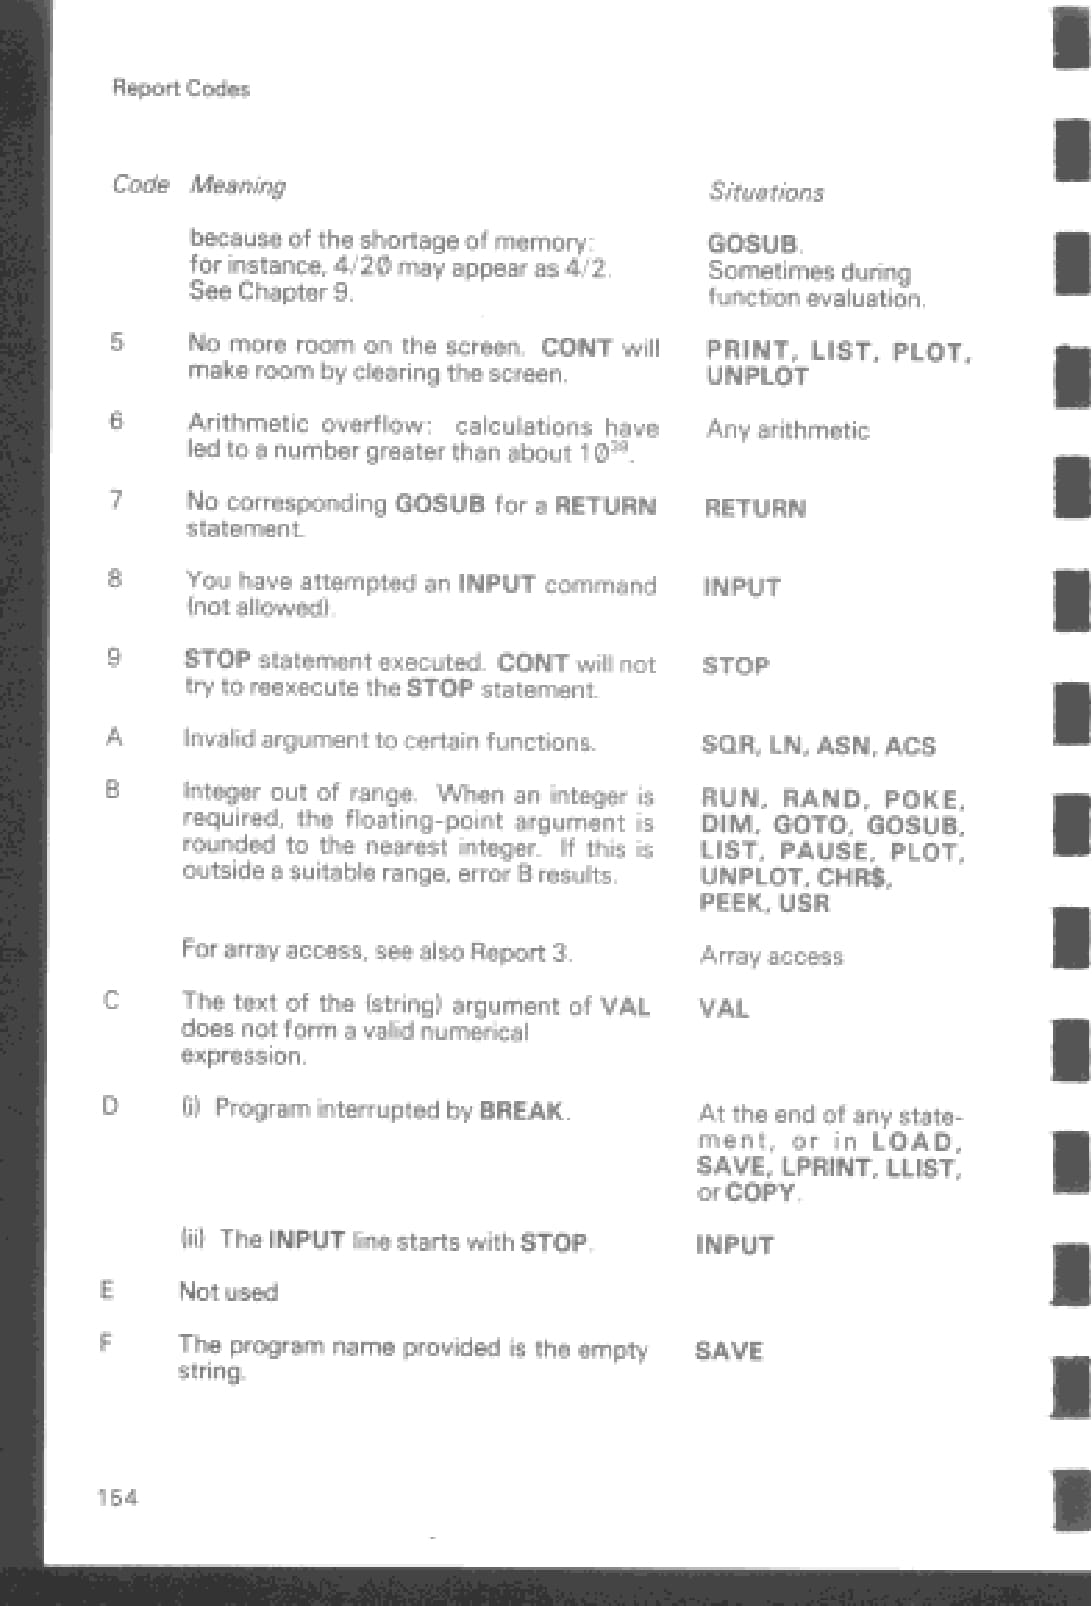 Report Codes
Code Meaning Situations
because of the shortage of memory: GOSUB.
for instance, 4/20 may appear as 4/2. Sometimes during
See Chapter 9. function evaluation.
5 No more room on the screen. CONT will PRINT, LIST, PLOT,
make room by clearing the screen. UNPLOT
6 Arithmetic overflow: calculations have Any arithmetic
led to a number greater than about 10³⁸.
7 No corresponding GOSUB for a RETURN RETURN
statement.
8 You have attempted an INPUT command INPUT
(not allowed).
9 STOP statement executed. CONT will not STOP
try to reexecute the STOP statement.
A Invalid argument to certain functions. SQR, LN, ASN, ACS
B Integer out of range. When an integer is RUN, RAND, POKE,
required, the floating-point argument is DIM, GOTO, GOSUB,
rounded to the nearest integer. If this is LIST, PAUSE, PLOT,
outside a suitable range, error B results. UNPLOT, CHR$,
PEEK, USR
For array access, see also Report 3. Array access
C The text of the (string) argument of VAL VAL
does not form a valid numerical
expression.
D (i) Program interrupted by BREAK. At the end of any state-
ment, or in LOAD,
SAVE, LPRINT, LLIST,
or COPY.
(ii) The INPUT line starts with STOP. INPUT
E Not used
F The program name provided is the empty SAVE
string.
154